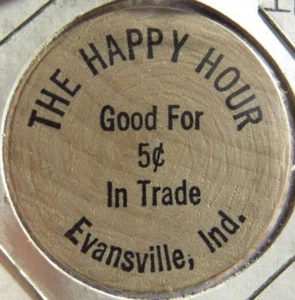 THE HAPPY HOUR
Good For
5¢
In Trade
Evansville, Ind.